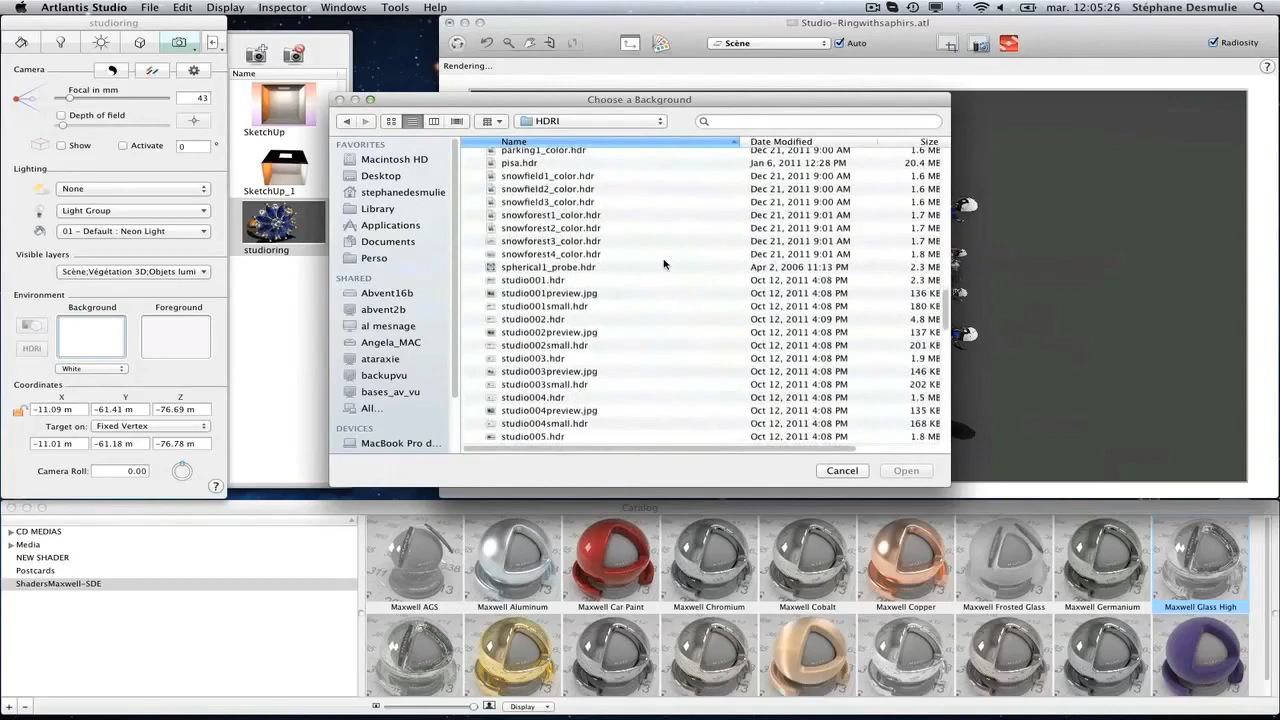 Artlantis Studio File Edit Display Inspector Windows Tools Help
mar. 12:05:26 Stéphane Desmulie
studioring
Studio-Ringwithsaphirs.atl
Camera
Focal in mm
43
Depth of field
Show
Activate
0 °
Lighting
None
Light Group
01 - Default : Neon Light
Visible layers
Scène;Végétation 3D;Objets lumi
Environment
Background
Foreground
HDRi
White
Coordinates
X Y Z
-11.09 m -61.41 m -76.69 m
Target on: Fixed Vertex
-11.01 m -61.18 m -76.78 m
Camera Roll: 0.00
?
Name
SketchUp
SketchUp_1
studioring
Scène
Auto
Radiosity
Rendering...
?
Choose a Background
HDRI
FAVORITES
Macintosh HD
Desktop
stephanedesmulie
Library
Applications
Documents
Perso
SHARED
Abvent16b
abvent2b
al mesnage
Angela_MAC
ataraxie
backupvu
bases_av_vu
All...
DEVICES
MacBook Pro d...
Name Date Modified Size
parking1_color.hdr Dec 21, 2011 9:00 AM 1.6 M
pisa.hdr Jan 6, 2011 12:28 PM 20.4 M
snowfield1_color.hdr Dec 21, 2011 9:00 AM 1.6 M
snowfield2_color.hdr Dec 21, 2011 9:00 AM 1.6 M
snowfield3_color.hdr Dec 21, 2011 9:00 AM 1.6 M
snowforest1_color.hdr Dec 21, 2011 9:01 AM 1.7 M
snowforest2_color.hdr Dec 21, 2011 9:01 AM 1.7 M
snowforest3_color.hdr Dec 21, 2011 9:01 AM 1.7 M
snowforest4_color.hdr Dec 21, 2011 9:01 AM 1.8 M
spherical1_probe.hdr Apr 2, 2006 11:13 PM 2.3 M
studio001.hdr Oct 12, 2011 4:08 PM 2.3 M
studio001preview.jpg Oct 12, 2011 4:08 PM 136 KB
studio001small.hdr Oct 12, 2011 4:08 PM 180 KB
studio002.hdr Oct 12, 2011 4:09 PM 4.8 M
studio002preview.jpg Oct 12, 2011 4:08 PM 137 KB
studio002small.hdr Oct 12, 2011 4:08 PM 201 KB
studio003.hdr Oct 12, 2011 4:08 PM 1.9 M
studio003preview.jpg Oct 12, 2011 4:08 PM 146 KB
studio003small.hdr Oct 12, 2011 4:08 PM 202 KB
studio004.hdr Oct 12, 2011 4:08 PM 1.5 M
studio004preview.jpg Oct 12, 2011 4:08 PM 135 KB
studio004small.hdr Oct 12, 2011 4:08 PM 168 KB
studio005.hdr Oct 12, 2011 4:08 PM 1.8 M
Cancel
Open
Catalog
CD MEDIAS
Media
NEW SHADER
Postcards
ShadersMaxwell-SDE
Maxwell AGS
Maxwell Aluminum
Maxwell Car Paint
Maxwell Chromium
Maxwell Cobalt
Maxwell Copper
Maxwell Frosted Glass
Maxwell Germanium
Maxwell Glass High
Display